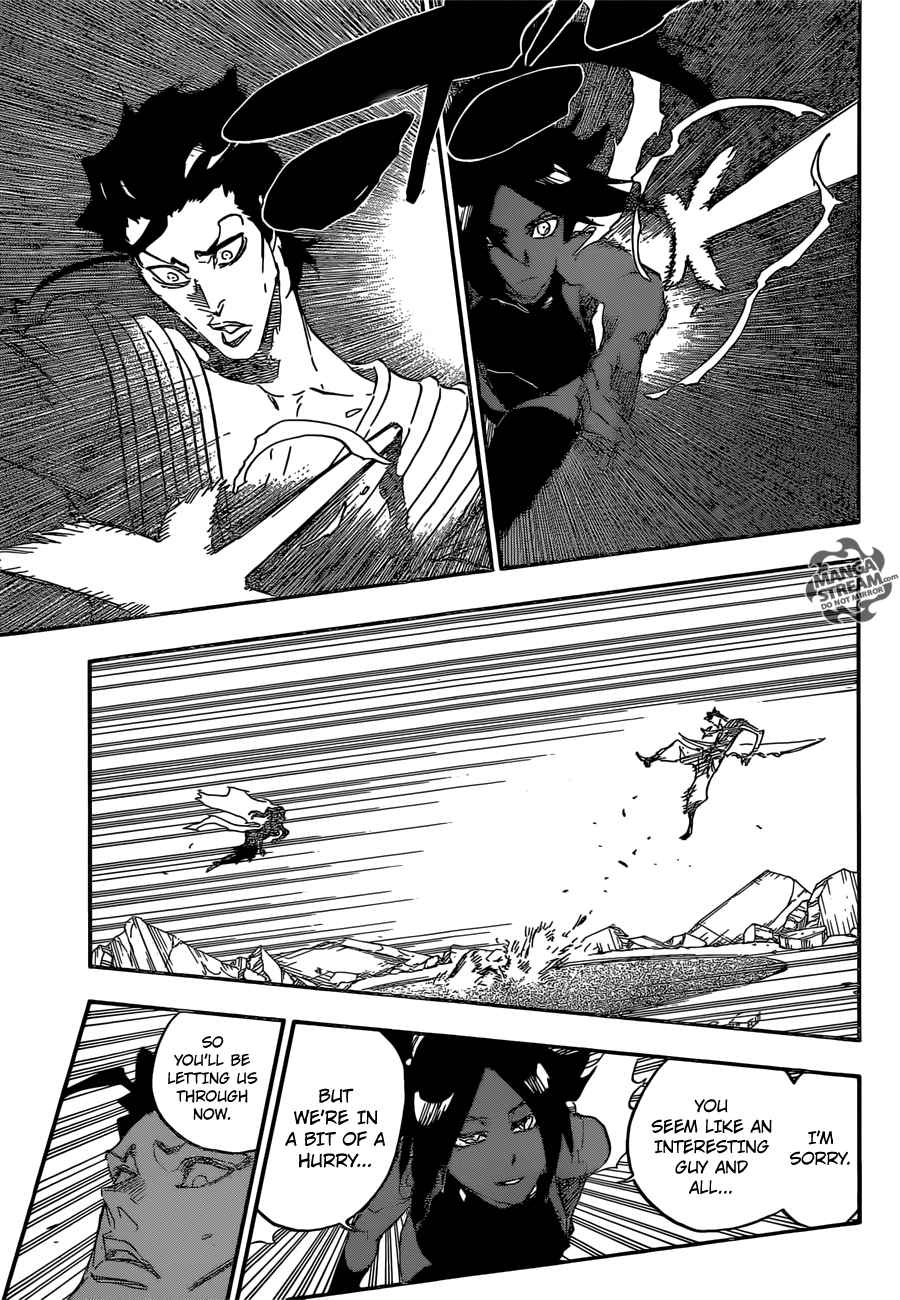 MANGA
STREAM.com
DO NOT MIRROR
I'M
SORRY.
YOU
SEEM LIKE AN
INTERESTING
GUY AND
ALL...
BUT
WE'RE IN
A BIT OF A
HURRY...
SO
YOU'LL BE
LETTING US
THROUGH
NOW.